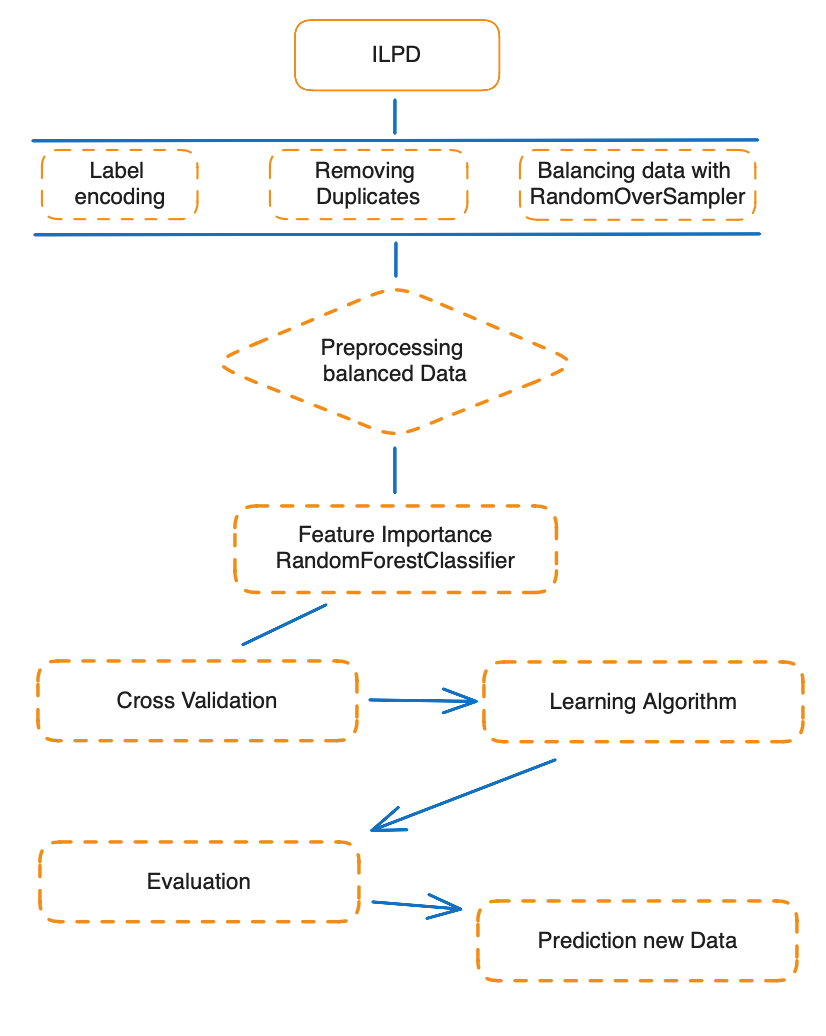 ILPD
Label
encoding
Removing
Duplicates
Balancing data with
RandomOverSampler
Preprocessing
balanced Data
Feature Importance
RandomForestClassifier
Cross Validation
Learning Algorithm
Evaluation
Prediction new Data